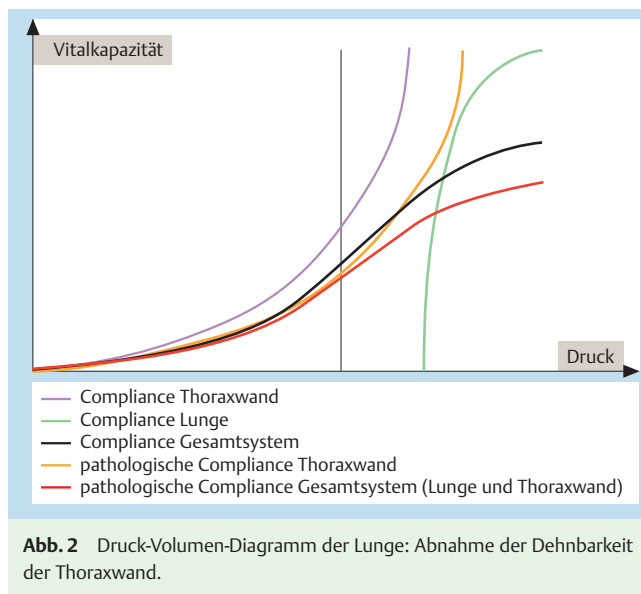 Vitalkapazität
Druck
Compliance Thoraxwand
Compliance Lunge
Compliance Gesamtsystem
pathologische Compliance Thoraxwand
pathologische Compliance Gesamtsystem (Lunge und Thoraxwand)
Abb. 2 Druck-Volumen-Diagramm der Lunge: Abnahme der Dehnbarkeit
der Thoraxwand.